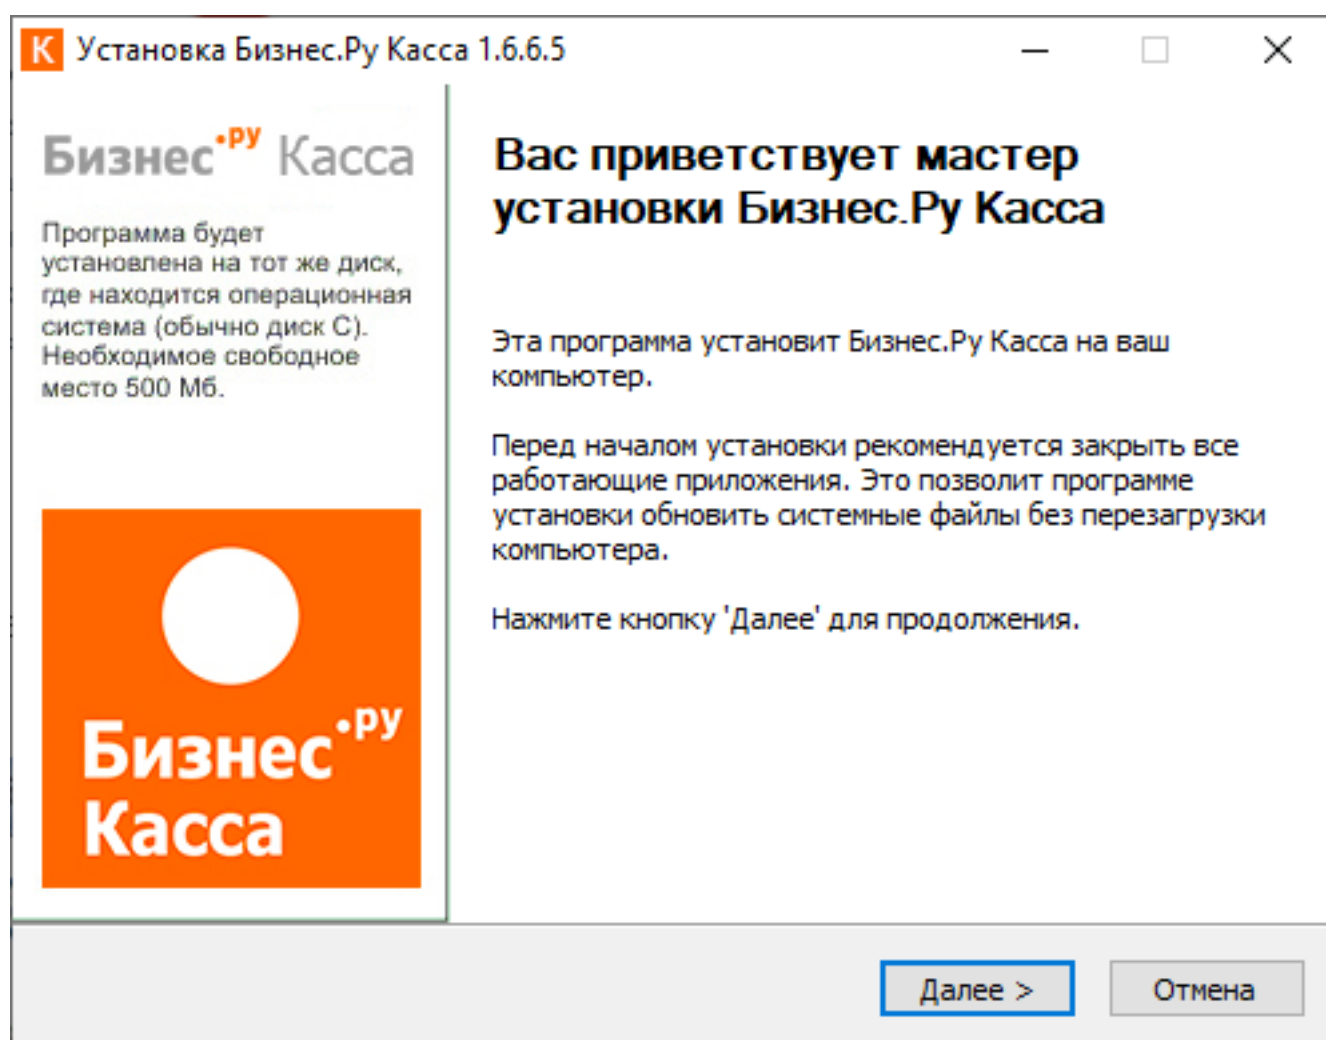 К Установка Бизнес.Ру Касса 1.6.6.5
Бизнес.ру Касса
Программа будет
установлена на тот же диск,
где находится операционная
система (обычно диск С).
Необходимое свободное
место 500 Мб.
Бизнес.ру
Касса
Вас приветствует мастер
установки Бизнес.Ру Касса
Эта программа установит Бизнес.Ру Касса на ваш
компьютер.
Перед началом установки рекомендуется закрыть все
работающие приложения. Это позволит программе
установки обновить системные файлы без перезагрузки
компьютера.
Нажмите кнопку 'Далее' для продолжения.
Далее >
Отмена